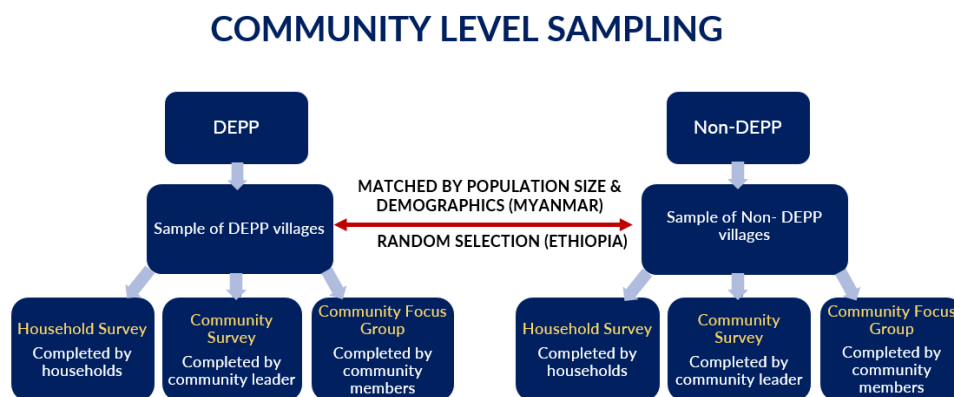 COMMUNITY LEVEL SAMPLING
DEPP
Non-DEPP
MATCHED BY POPULATION SIZE &
DEMOGRAPHICS (MYANMAR)
RANDOM SELECTION (ETHIOPIA)
Sample of DEPP villages
Sample of Non- DEPP
villages
Household Survey
Completed by
households
Community
Survey
Completed by
community leader
Community Focus
Group
Completed by
community
members
Household Survey
Completed by
households
Community
Survey
Completed by
community leader
Community Focus
Group
Completed by
community
members